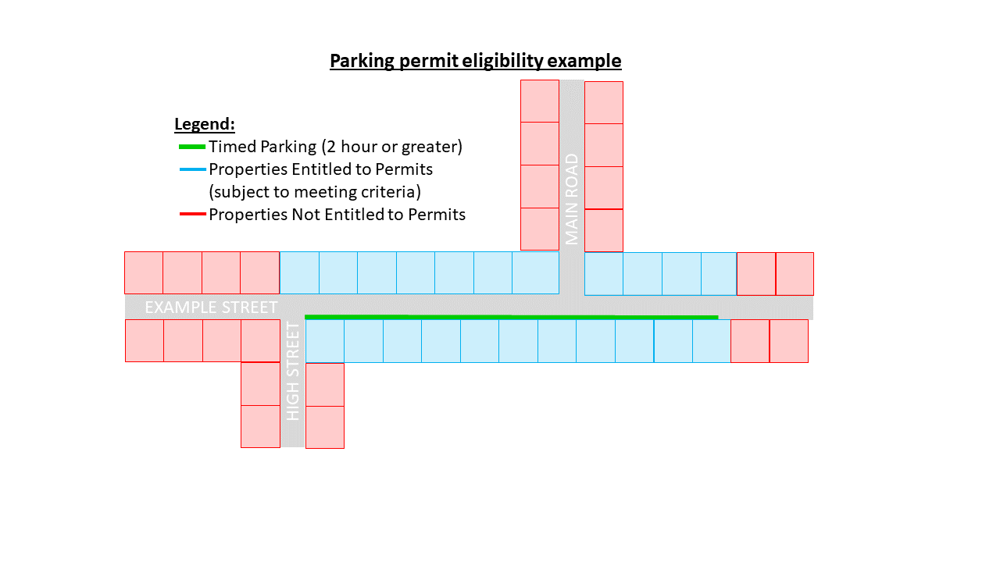 Parking permit eligibility example
Legend:
Timed Parking (2 hour or greater)
Properties Entitled to Permits
(subject to meeting criteria)
Properties Not Entitled to Permits
MAIN ROAD
EXAMPLE STREET
HIGH STREET